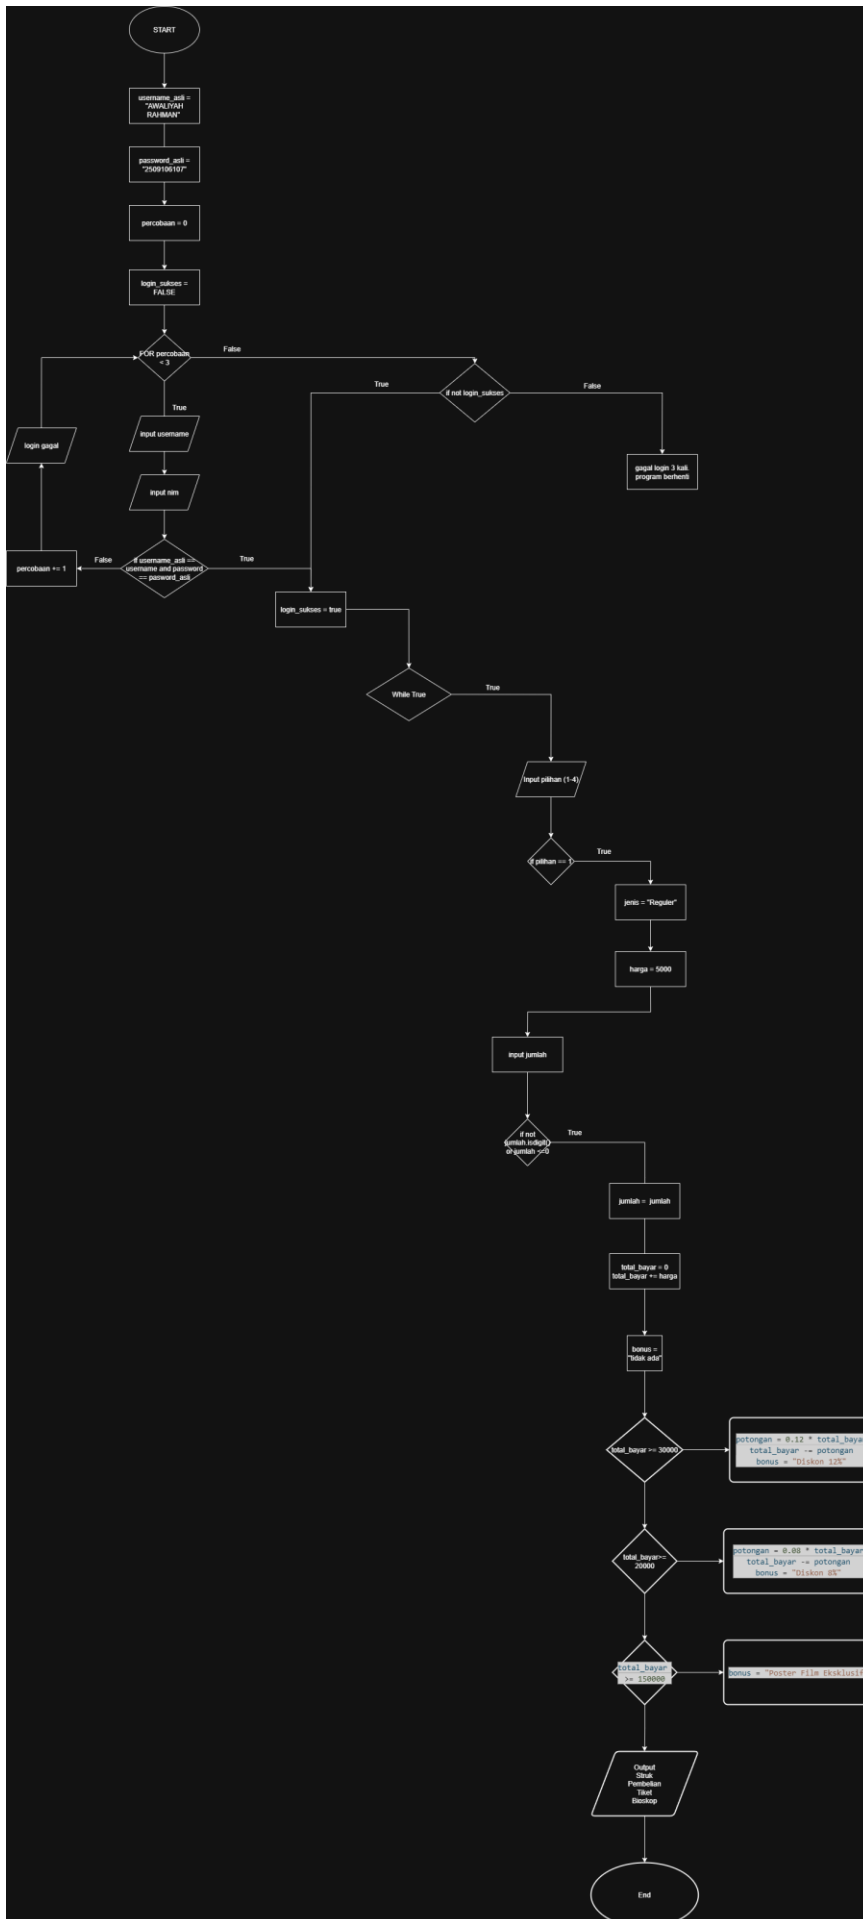 START
username_asli =
"AWALIYAH
RAHMAN"
password_asli =
"2509106107"
percobaan = 0
login_sukses =
FALSE
FOR percobaan
< 3
False
True
if not login_sukses
True
False
gagal login 3 kali.
program berhenti
input username
login gagal
input nim
if username_asli ==
username and password
== pasword_asli
False
True
percobaan += 1
login_sukses = true
While True
True
Input pilihan (1-4)
if pilihan == 1
True
jenis = "Reguler"
harga = 5000
input jumlah
if not
jumlah.isdigit()
or jumlah <=0
True
jumlah = jumlah
total_bayar = 0
total_bayar += harga
bonus =
"tidak ada"
total_bayar >= 30000
potongan = 0.12 * total_bayar
total_bayar -= potongan
bonus = "Diskon 12%"
total_bayar>=
20000
potongan = 0.08 * total_bayar
total_bayar -= potongan
bonus = "Diskon 8%"
total_bayar
>= 150000
bonus = "Poster Film Eksklusif
Output
Struk
Pembelian
Tiket
Bioskop
End